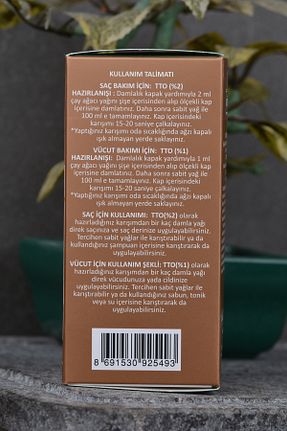 KULLANIM TALİMATI
SAÇ BAKIM İÇİN: TTO (%2)
HAZIRLANIŞI : Damlalık kapak yardımıyla 2 ml
çay ağacı yağını şişe içerisinden alıp ölçekli kap
içerisine damlatınız. Daha sonra sabit yağ ile
100 ml e tamamlayınız. Kap içerisindeki
karışımı 15-20 saniye çalkalayınız.
*Yaptığınız karışımı oda sıcaklığında ağzı kapalı
ışık almayan yerde saklayınız.
VÜCUT BAKIMI İÇİN: TTO (%1)
HAZIRLANIŞI: Damlalık kapak yardımıyla 1 ml
çay ağacı yağını şişe içerisinden alıp ölçekli kap
içerisine damlatınız. Daha sonra sabit yağ ile
100 ml e tamamlayınız. Kap içerisindeki
karışımı 15-20 saniye çalkalayınız.
*Yaptığınız karışımı oda sıcaklığında ağzı kapalı
ışık almayan yerde saklayınız.
SAÇ İÇİN KULLANIMI: TTO(%2) olarak
hazırladığınız karışımdan bir kaç damla yağı
direk saçınıza ve saç derinize uygulayabilirsiniz.
Tercihen sabit yağlar ile karıştırabilir ya da
kullandığınız şampuan içerisine karıştırarak da
uygulayabilirsiniz.
VÜCUT İÇİN KULLANIM ŞEKLİ: TTO(%1) olarak
hazırladığınız karışımdan bir kaç damla yağı
direk vücudunuza yada cildinize
uygulayabilirsiniz. Tercihen sabit yağlar ile
karıştırabilir ya da kullandığınız sabun, tonik
veya su içerisine karıştırarak da
uygulayabilirsiniz.
8 691530 925493